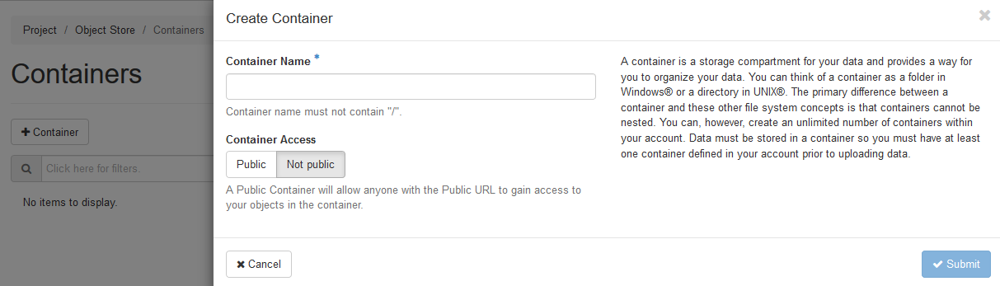 Project / Object Store / Containers
Containers
Container
Click here for filters.
No items to display.
Create Container
Container Name *
Container name must not contain "/".
Container Access
Public Not public
A Public Container will allow anyone with the Public URL to gain access to
your objects in the container.
A container is a storage compartment for your data and provides a way for
you to organize your data. You can think of a container as a folder in
Windows® or a directory in UNIX®. The primary difference between a
container and these other file system concepts is that containers cannot be
nested. You can, however, create an unlimited number of containers within
your account. Data must be stored in a container so you must have at least
one container defined in your account prior to uploading data.
Cancel
Submit